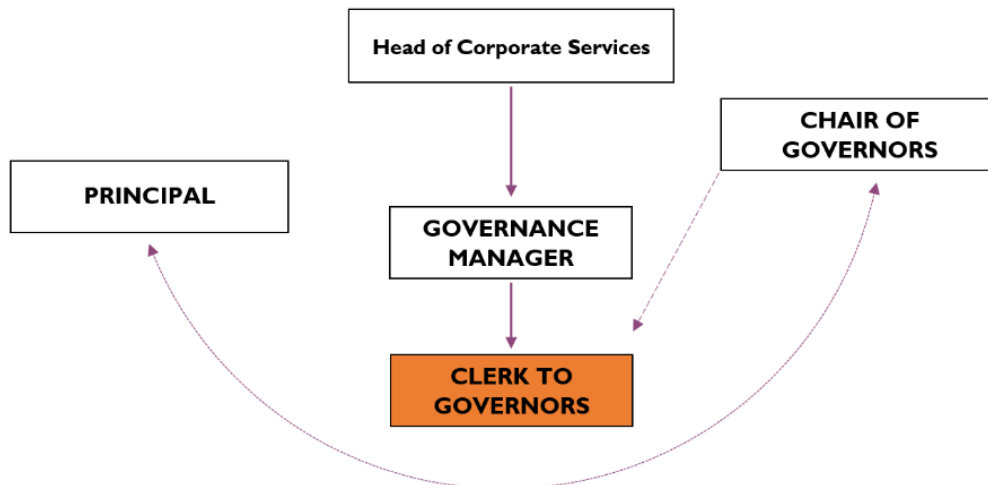 Head of Corporate Services
CHAIR OF
GOVERNORS
PRINCIPAL
GOVERNANCE
MANAGER
CLERK TO
GOVERNORS